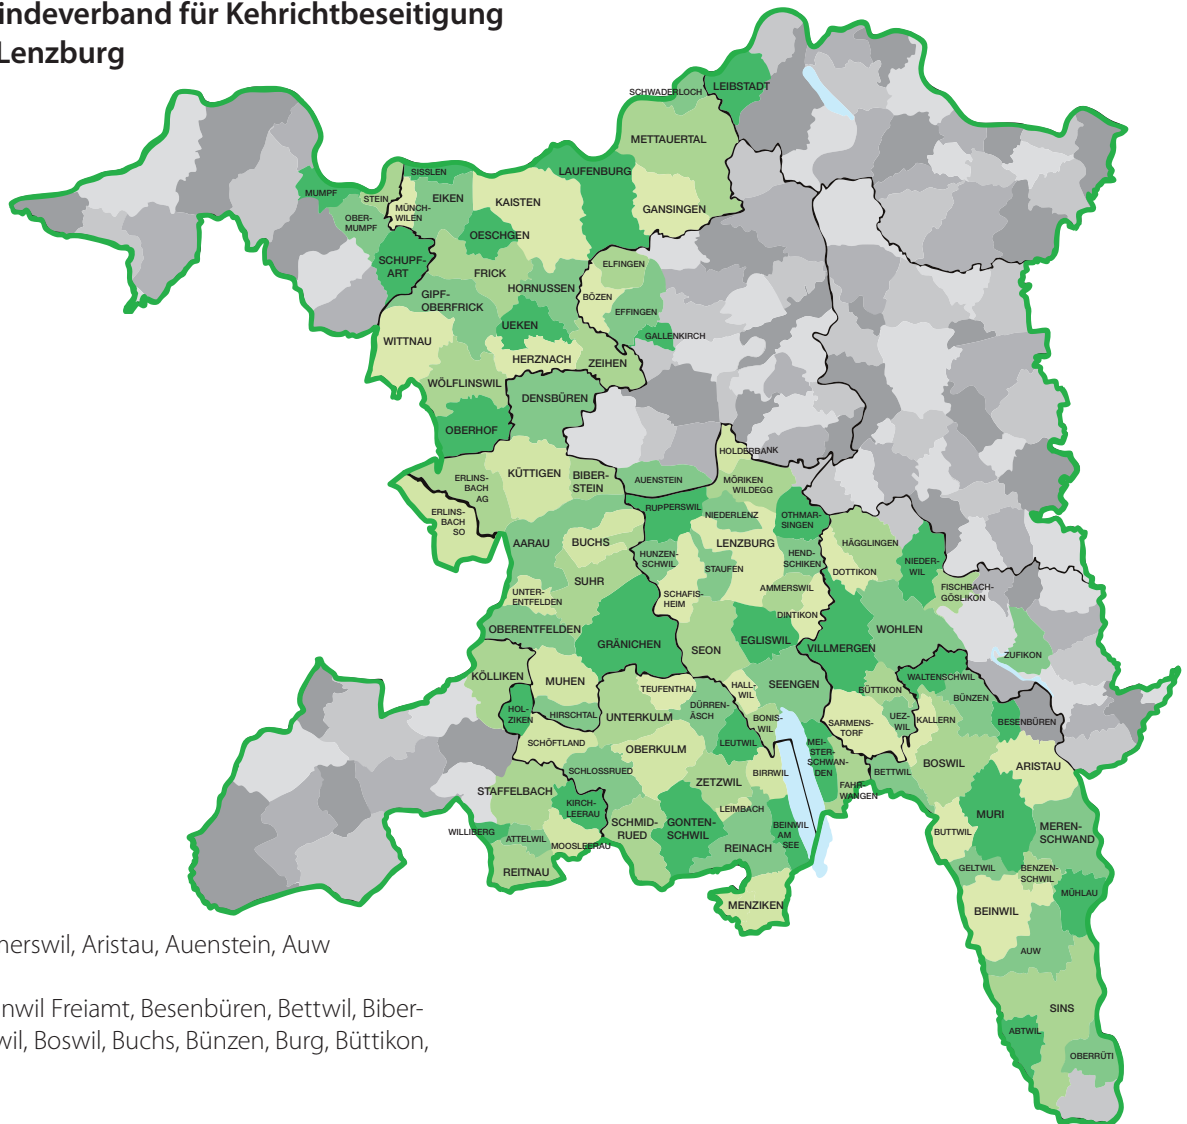 indeverband für Kehrichtbeseitigung
Lenzburg
SCHWADERLOCH
LEIBSTADT
METTAUERTAL
LAUFENBURG
SISSLEN
MUMPF
STEIN
EIKEN
KAISTEN
MÜNCH-
WILEN
GANSINGEN
OBER-
MUMPF
OESCHGEN
SCHUPF-
ART
FRICK
ELFINGEN
HORNUSSEN
GIPF-
OBERFRICK
BÖZEN
EFFINGEN
UEKEN
GALLENKIRCH
WITTNAU
HERZNACH
ZEIHEN
WÖLFLINSWIL
DENSBÜREN
OBERHOF
HOLDERBANK
KÜTTIGEN
BIBER-
STEIN
ERLINS-
BACH
AG
AUENSTEIN
MÖRIKEN
WILDEGG
ERLINS-
BACH
SO
RUPPERSWIL
NIEDERLENZ
OTHMAR-
SINGEN
AARAU
BUCHS
LENZBURG
HÄGGLINGEN
HUNZEN-
SCHWIL
HEND-
SCHIKEN
STAUFEN
DOTTIKON
NIEDER-
WIL
SUHR
AMMERSWIL
FISCHBACH-
GÖSLIKON
UNTER-
ENTFELDEN
SCHAFIS-
HEIM
DINTIKON
OBERENTFELDEN
WOHLEN
GRÄNICHEN
EGLISWIL
SEON
VILLMERGEN
ZUFIKON
KÖLLIKEN
MUHEN
TEUFENTHAL
HALL-
WIL
SEENGEN
WALTENSCHWIL
BÜTTIKON
BÜNZEN
HOL-
ZIKEN
HIRSCHTAL
UNTERKULM
DÜRREN-
ÄSCH
BONIS-
WIL
SARMENS-
TORF
UEZ-
WIL
KALLERN
BESENBÜREN
SCHÖFTLAND
OBERKULM
LEUTWIL
MEI-
STER-
SCHWAN-
DEN
BOSWIL
ARISTAU
SCHLOSSRUED
BIRRWIL
BETTWIL
STAFFELBACH
ZETZWIL
FAHR-
WANGEN
KIRCH-
LEERAU
LEIMBACH
MURI
SCHMID-
RUED
GONTEN-
SCHWIL
BEINWIL
AM
SEE
BUTTWIL
MEREN-
SCHWAND
WILLIBERG
ATTELWIL
MOOSLEERAU
REINACH
REITNAU
GELTWIL
BENZEN-
SCHWIL
MÜHLAU
MENZIKEN
BEINWIL
AUW
SINS
ABTWIL
OBERRÜTI
nerswil, Aristau, Auenstein, Auw
nwil Freiamt, Besenbüren, Bettwil, Biber-
wil, Boswil, Buchs, Bünzen, Burg, Büttikon,